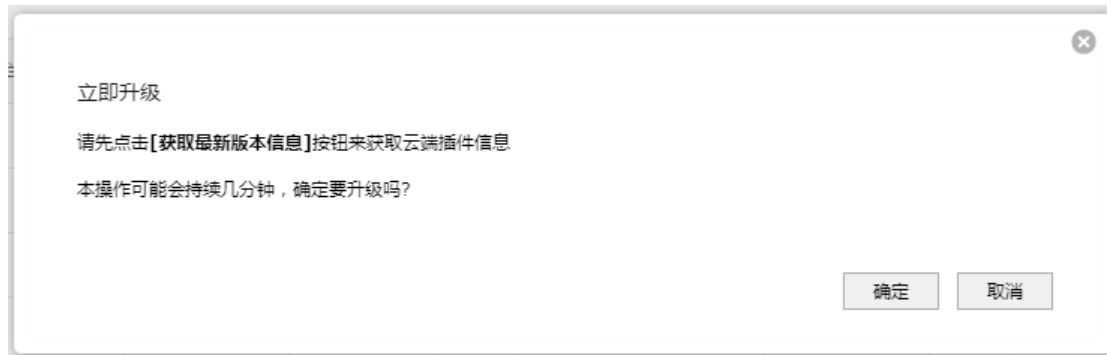 立即升级
请先点击[获取最新版本信息]按钮来获取云端插件信息
本操作可能会持续几分钟，确定要升级吗?
确定 取消